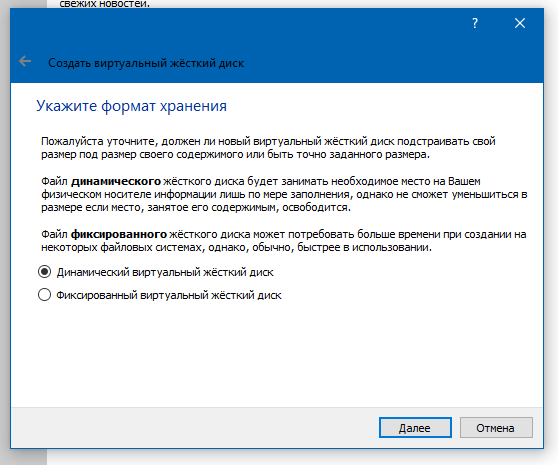 свежих новостей.
?
Создать виртуальный жёсткий диск
Укажите формат хранения
Пожалуйста уточните, должен ли новый виртуальный жёсткий диск подстраивать свой
размер под размер своего содержимого или быть точно заданного размера.
Файл динамического жёсткого диска будет занимать необходимое место на Вашем
физическом носителе информации лишь по мере заполнения, однако не сможет уменьшиться в
размере если место, занятое его содержимым, освободится.
Файл фиксированного жёсткого диска может потребовать больше времени при создании на
некоторых файловых системах, однако, обычно, быстрее в использовании.
Динамический виртуальный жёсткий диск
Фиксированный виртуальный жёсткий диск
Далее
Отмена